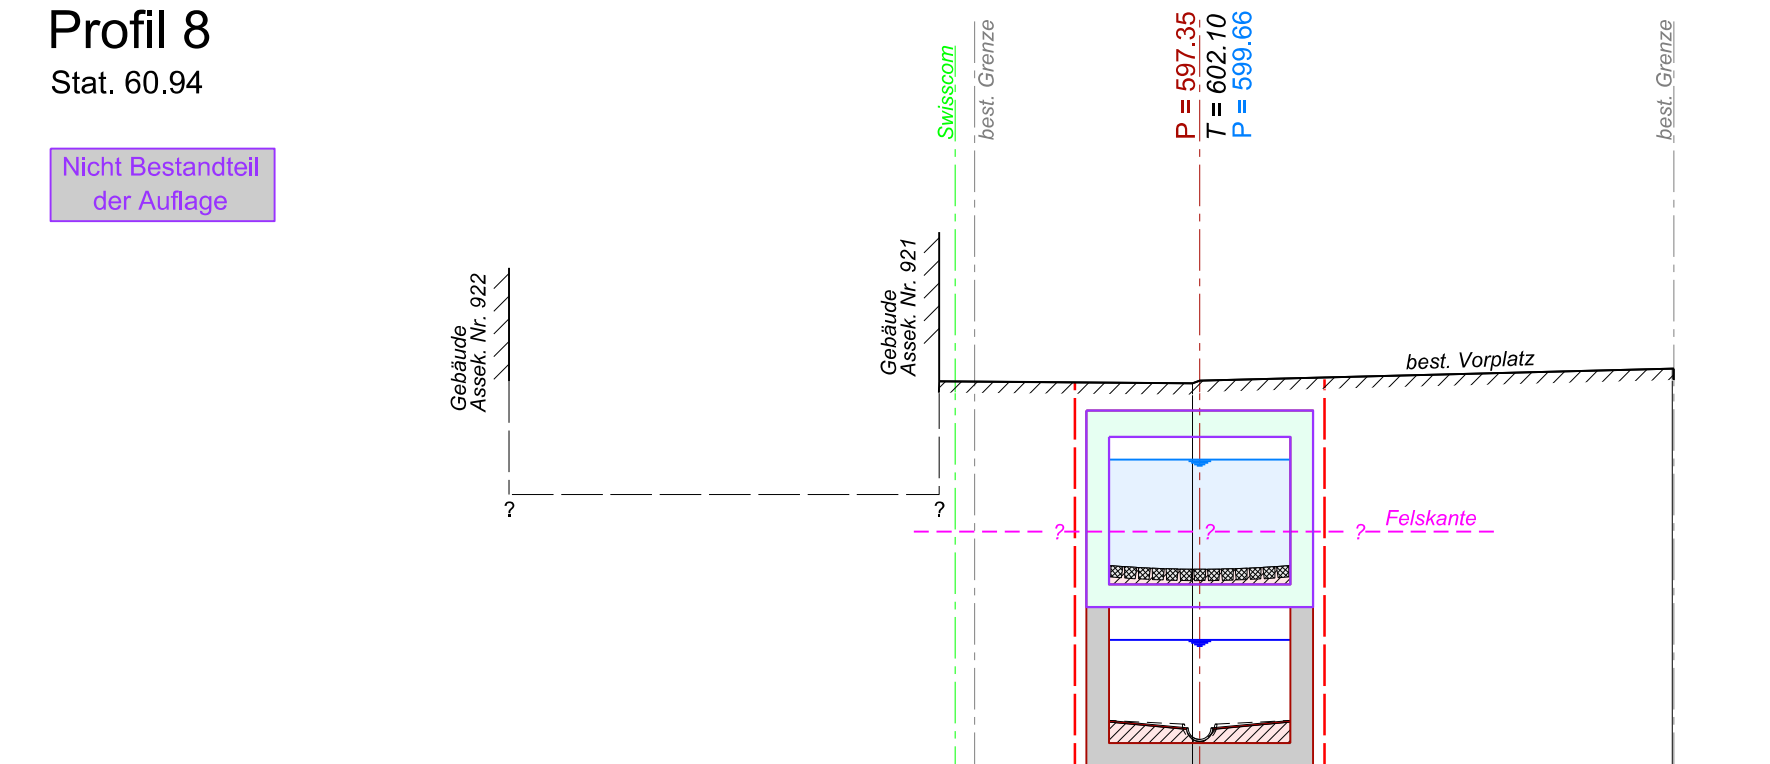 Profil 8
Stat. 60.94
Nicht Bestandteil
der Auflage
Swisscom
best. Grenze
P = 597.35
T = 602.10
P = 599.66
best. Grenze
Gebäude
Assek. Nr. 922
Gebäude
Assek. Nr. 921
best. Vorplatz
?
?
?
?
?
Felskante